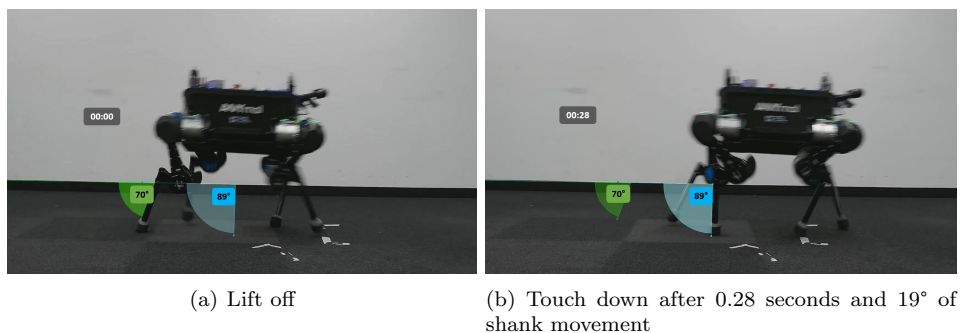 00:00
70°
89°
00:28
70°
89°
(a) Lift off
(b) Touch down after 0.28 seconds and 19° of
shank movement